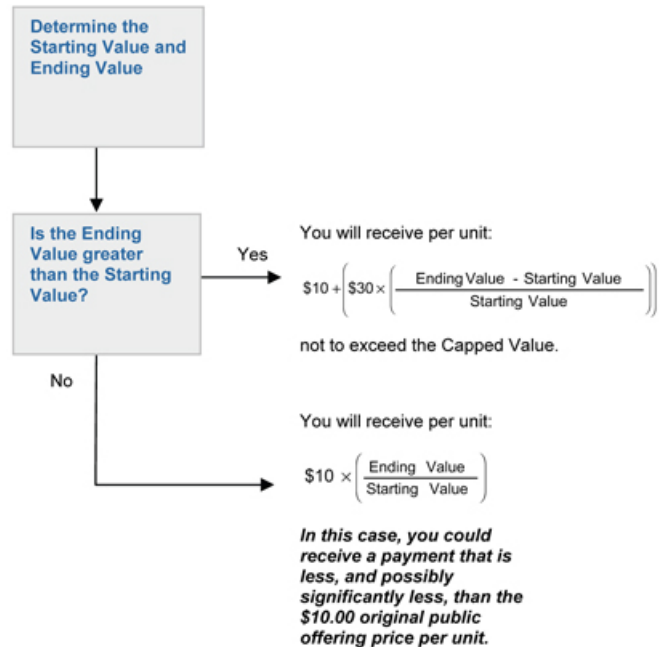 Determine the
Starting Value and
Ending Value
Is the Ending
Value greater
than the Starting
Value?
Yes
You will receive per unit:
$10 + ($30 × (Ending Value - Starting Value
Starting Value))
not to exceed the Capped Value.
No
You will receive per unit:
$10 × (Ending Value
Starting Value)
In this case, you could
receive a payment that is
less, and possibly
significantly less, than the
$10.00 original public
offering price per unit.